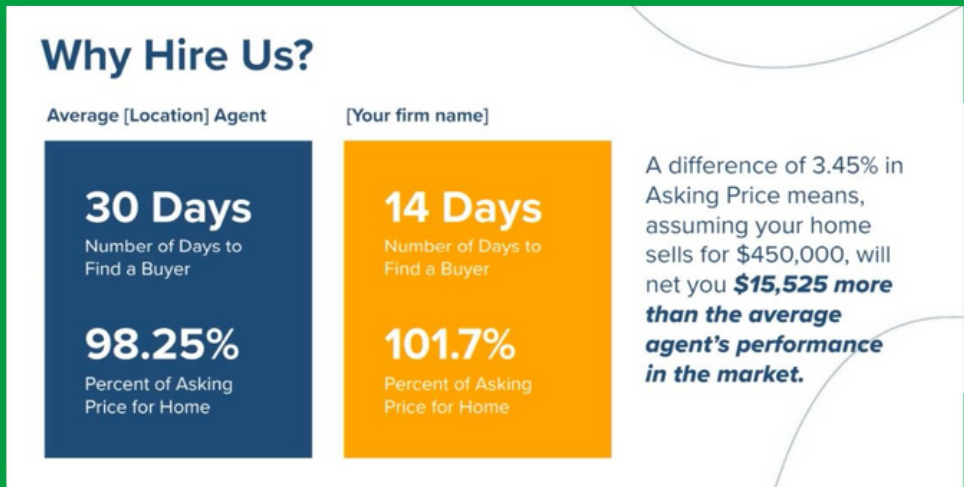 Why Hire Us?
Average [Location] Agent
30 Days
Number of Days to
Find a Buyer
98.25%
Percent of Asking
Price for Home
[Your firm name]
14 Days
Number of Days to
Find a Buyer
101.7%
Percent of Asking
Price for Home
A difference of 3.45% in
Asking Price means,
assuming your home
sells for $450,000, will
net you $15,525 more
than the average
agent’s performance
in the market.